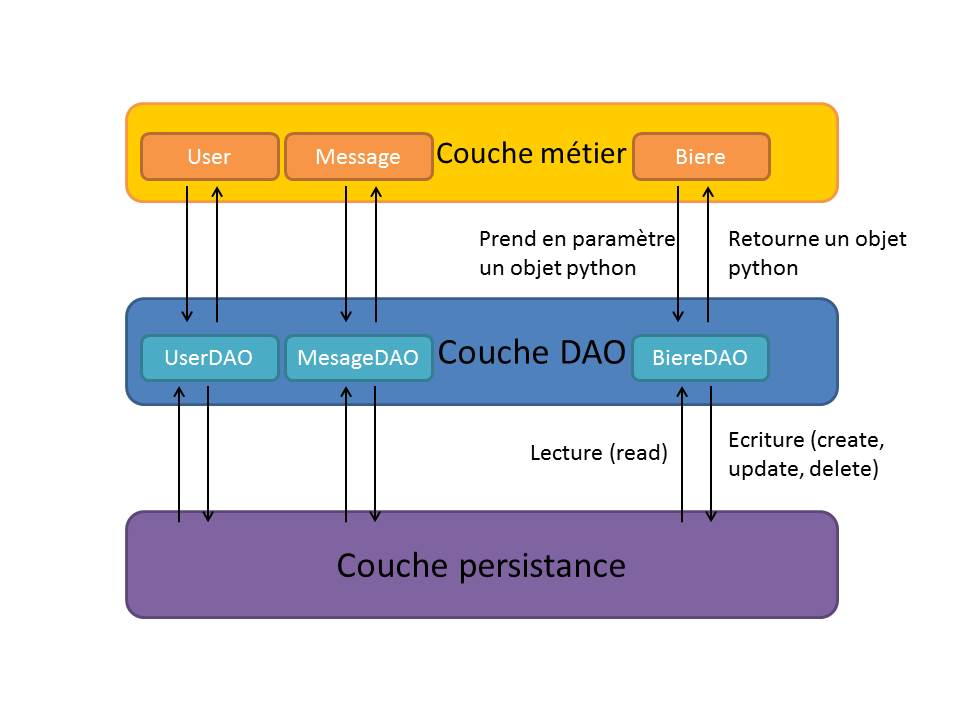 User
Message
Couche métier
Biere
Prend en paramètre
un objet python
Retourne un objet
python
UserDAO
MesageDAO
Couche DAO
BiereDAO
Lecture (read)
Ecriture (create,
update, delete)
Couche persistance